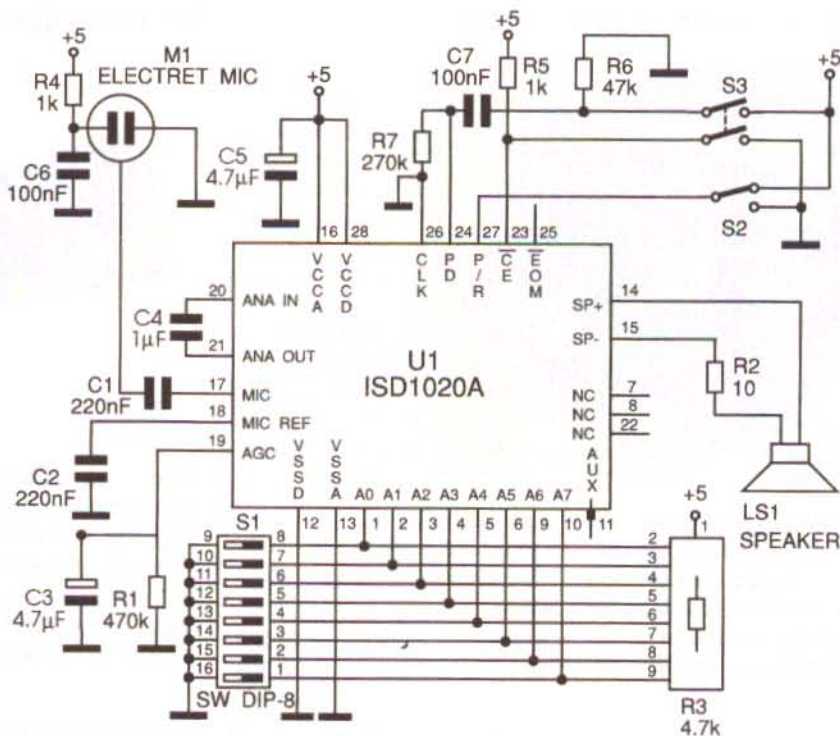 +5
M1
ELECTRET MIC
R4
1k
C6
100nF
+5
C5
4.7µF
C7
100nF
+5
R5
1k
R6
47k
+5
S3
R7
270k
S2
16 28 26 24 27 23 25
VCCA VCCD CLK PD P/R CE EOM
20 ANA IN
C4
1µF
21 ANA OUT
U1
ISD1020A
SP+ 14
SP- 15
R2
10
C1
220nF
17 MIC
18 MIC REF
19 AGC
NC 7
NC 8
NC 22
C2
220nF
VSSD VSSA A0 A1 A2 A3 A4 A5 A6 A7 AUX
12 13 1 2 3 4 5 6 9 10 11
LS1
SPEAKER
C3
4.7µF
R1
470k
S1
9 8
10 7
11 6
12 5
13 4
14 3
15 2
16 1
SW DIP-8
+5
1
2
3
4
5
6
7
8
9
R3
4.7k